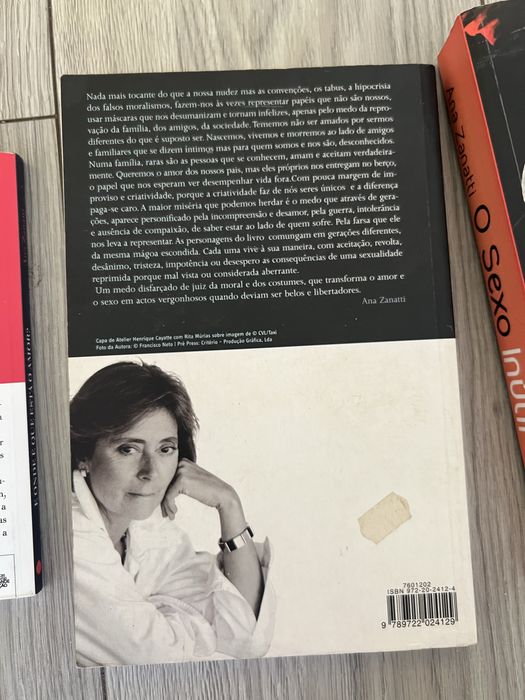 Nada mais tocante do que a nossa nudez mas as convenções, os tabus, a hipocrisia
dos falsos moralismos, fazem-nos às vezes representar papéis que não são nossos,
usar máscaras que nos desumanizam e tornam infelizes, apenas pelo medo da repro-
vação da família, dos amigos, da sociedade. Tememos não ser amados por sermos
diferentes do que é suposto ser. Nascemos, vivemos e morremos ao lado de amigos
e familiares que se dizem íntimos mas para quem somos e nos são, desconhecidos.
Numa família, raras são as pessoas que se conhecem, amam e aceitam verdadeira-
mente. Queremos o amor dos nossos pais, mas eles próprios nos entregam no berço,
o papel que nos esperam ver desempenhar vida fora.Com pouca margem de im-
proviso e criatividade, porque a criatividade faz de nós seres únicos e a diferença
paga-se caro. A maior miséria que podemos herdar é o medo que através de gera-
ções, aparece personificado pela incompreensão e desamor, pela guerra, intolerância
e ausência de compaixão, de saber estar ao lado de quem sofre. Pela farsa que ele
nos leva a representar. As personagens do livro comungam em gerações diferentes,
da mesma mágoa escondida. Cada uma vive à sua maneira, com aceitação, revolta,
desânimo, tristeza, impotência ou desespero as consequências de uma sexualidade
reprimida porque mal vista ou considerada aberrante.
Um medo disfarçado de juiz da moral e dos costumes, que transforma o amor e
o sexo em actos vergonhosos quando deviam ser belos e libertadores.
Ana Zanatti
Capa de Atelier Henrique Cayatte com Rita Múrias sobre imagem de © CVL/Taxi
Foto da Autora: © Francisco Neto | Pré Press: Critério – Produção Gráfica, Lda
7601202
ISBN 972-20-2412-4
9 789722 024129
Ana Zanatti O Sexo Inútil
E ONDE É QUE ESTÁ O AMOR?